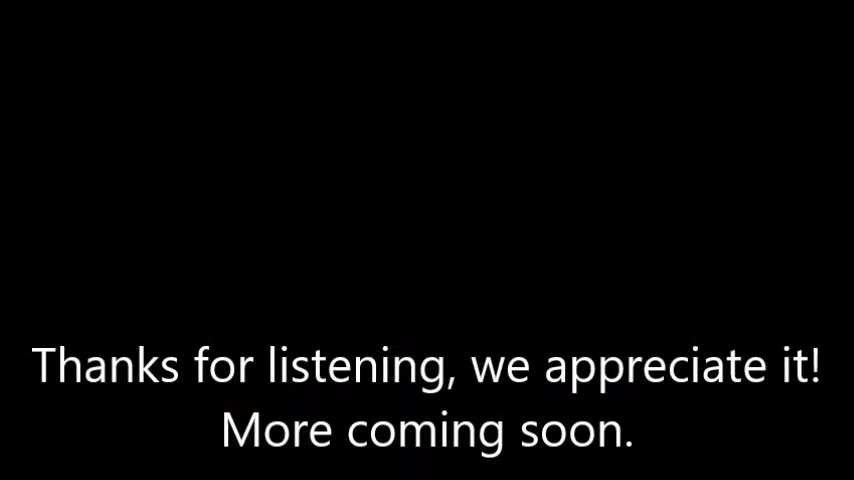 Thanks for listening, we appreciate it!
More coming soon.